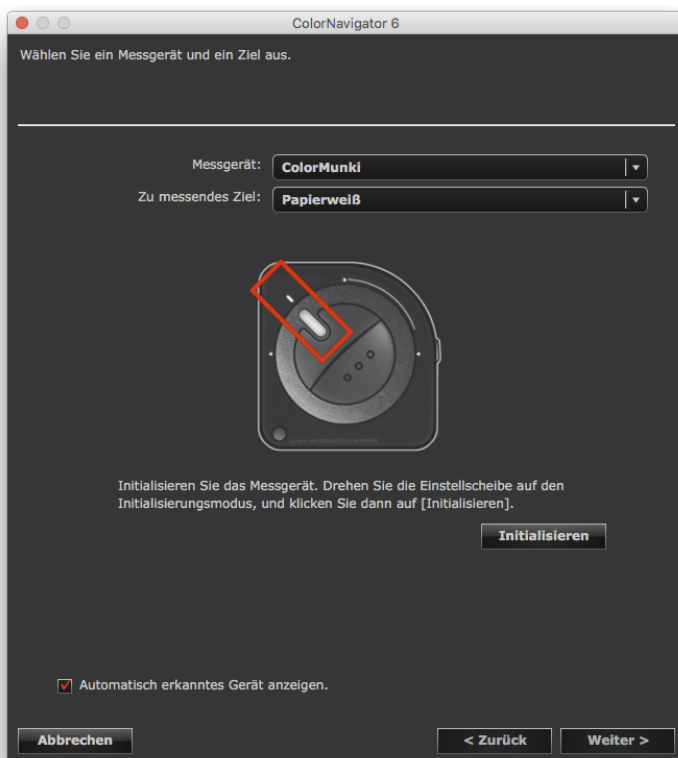 ColorNavigator 6
Wählen Sie ein Messgerät und ein Ziel aus.
Messgerät: ColorMunki
Zu messendes Ziel: Papierweiß
Initialisieren Sie das Messgerät. Drehen Sie die Einstellscheibe auf den
Initialisierungsmodus, und klicken Sie dann auf [Initialisieren].
Initialisieren
Automatisch erkanntes Gerät anzeigen.
Abbrechen < Zurück Weiter >